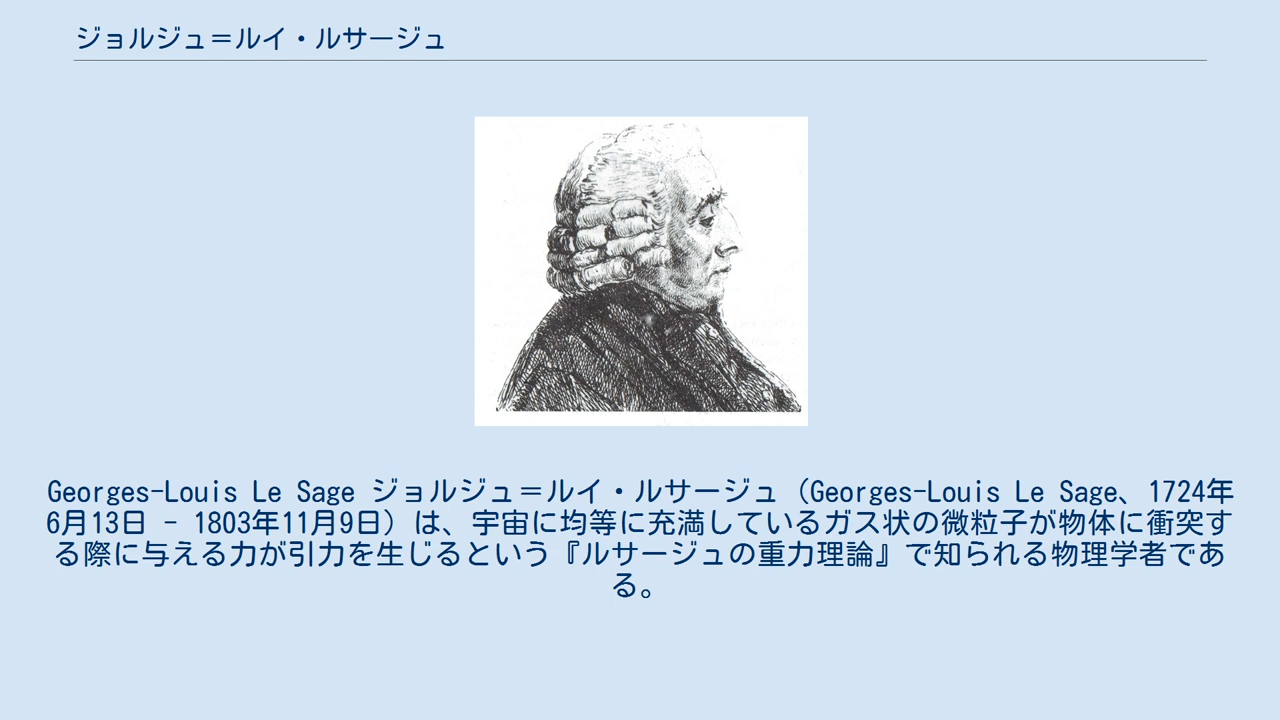 ジョルジュ＝ルイ・ルサージュ
Georges-Louis Le Sage ジョルジュ＝ルイ・ルサージュ（Georges-Louis Le Sage、1724年
6月13日 - 1803年11月9日）は、宇宙に均等に充満しているガス状の微粒子が物体に衝突す
る際に与える力が引力を生じるという『ルサージュの重力理論』で知られる物理学者であ
る。